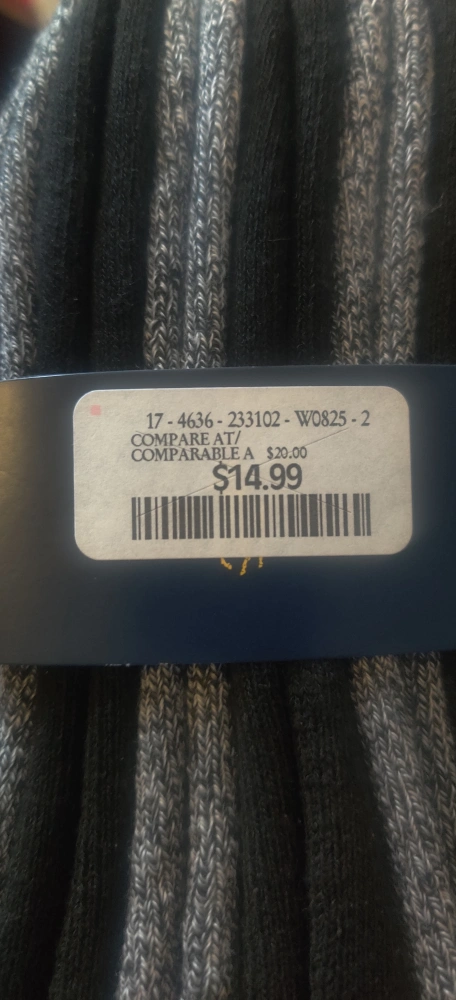 17 - 4636 - 233102 - W0825 - 2
COMPARE AT/
COMPARABLE A $20.00
$14.99